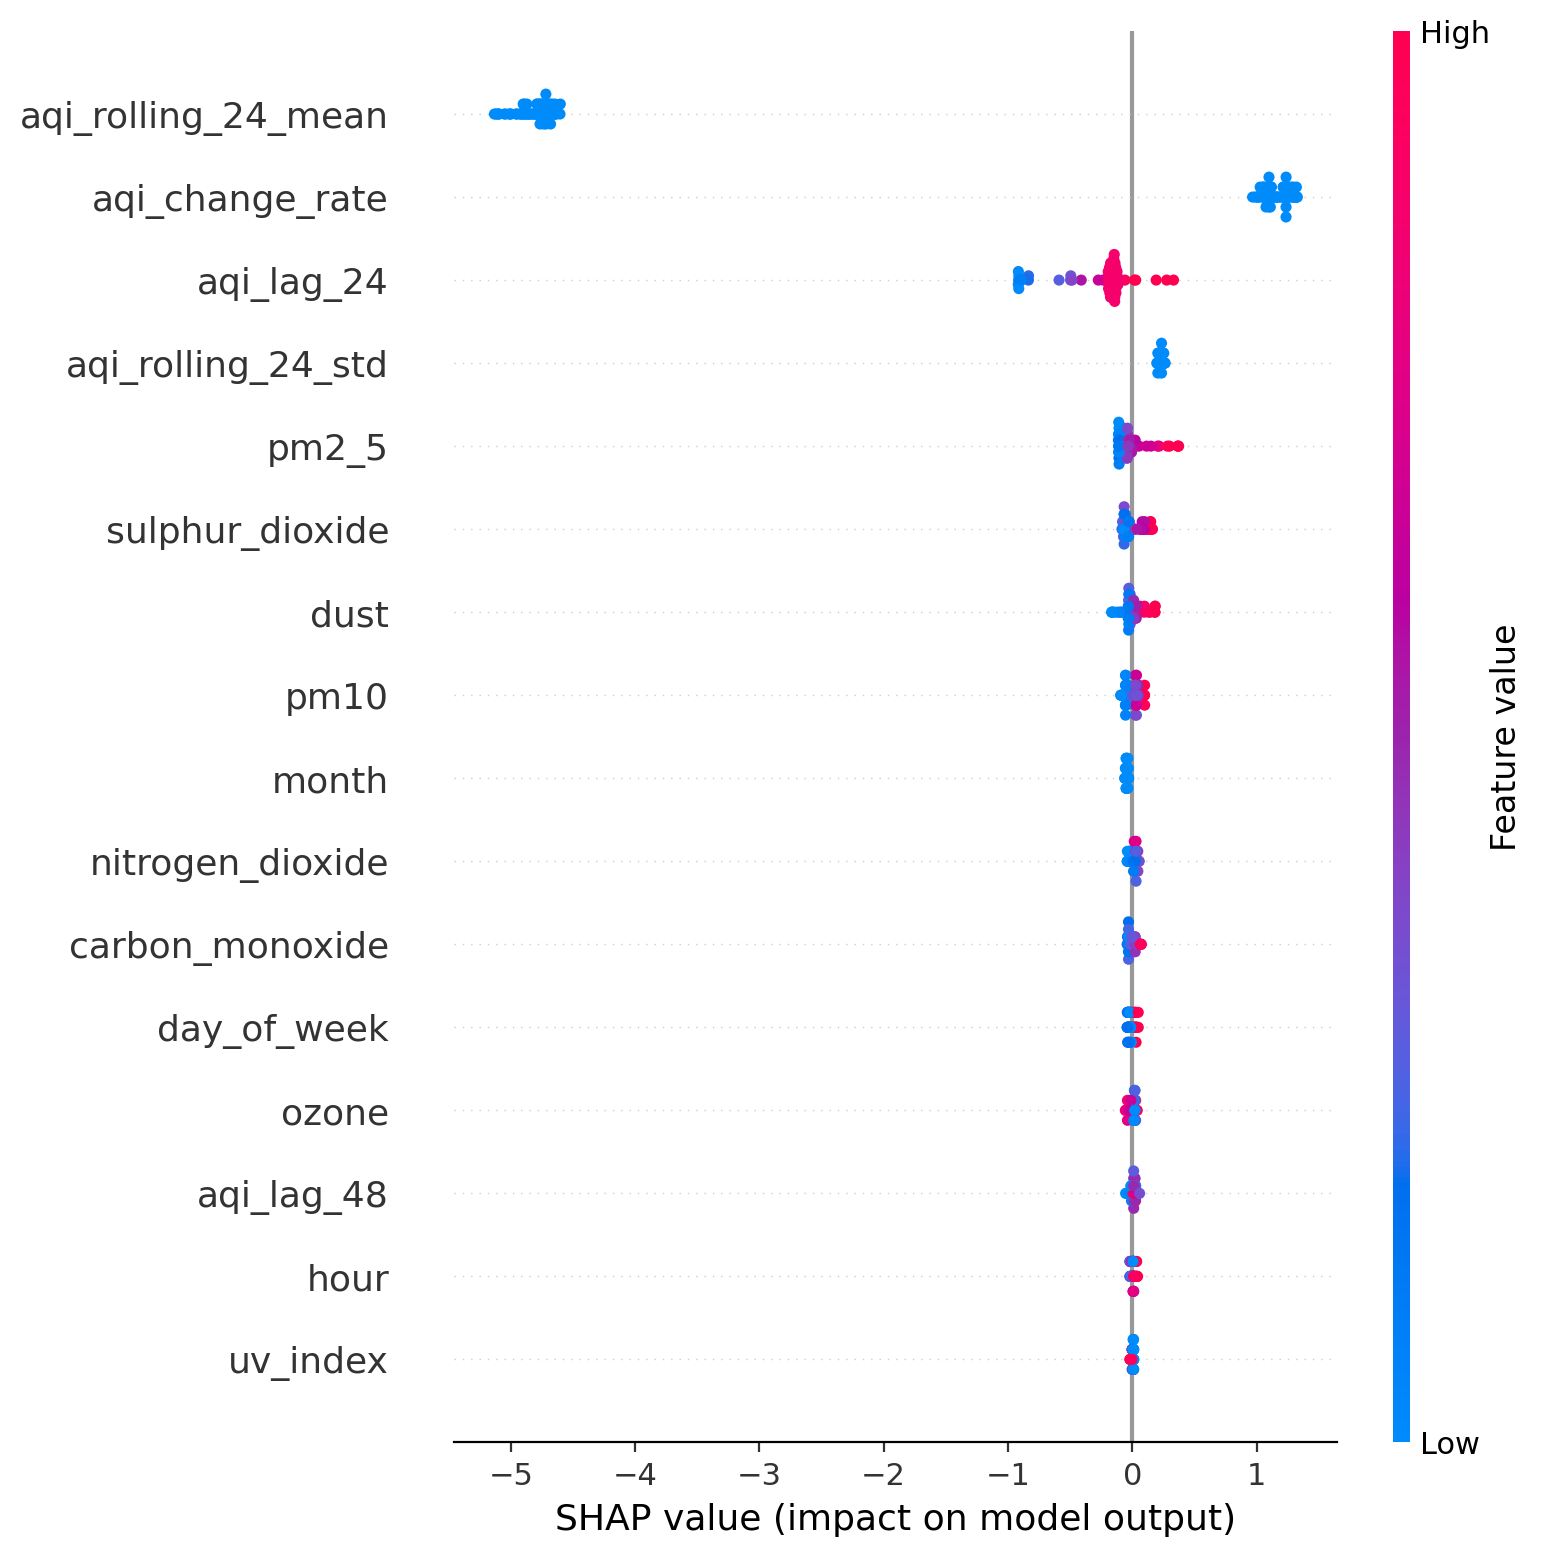 High
aqi_rolling_24_mean
aqi_change_rate
aqi_lag_24
aqi_rolling_24_std
pm2_5
sulphur_dioxide
dust
pm10
month
nitrogen_dioxide
carbon_monoxide
day_of_week
ozone
aqi_lag_48
hour
uv_index
Feature value
Low
−5 −4 −3 −2 −1 0 1
SHAP value (impact on model output)